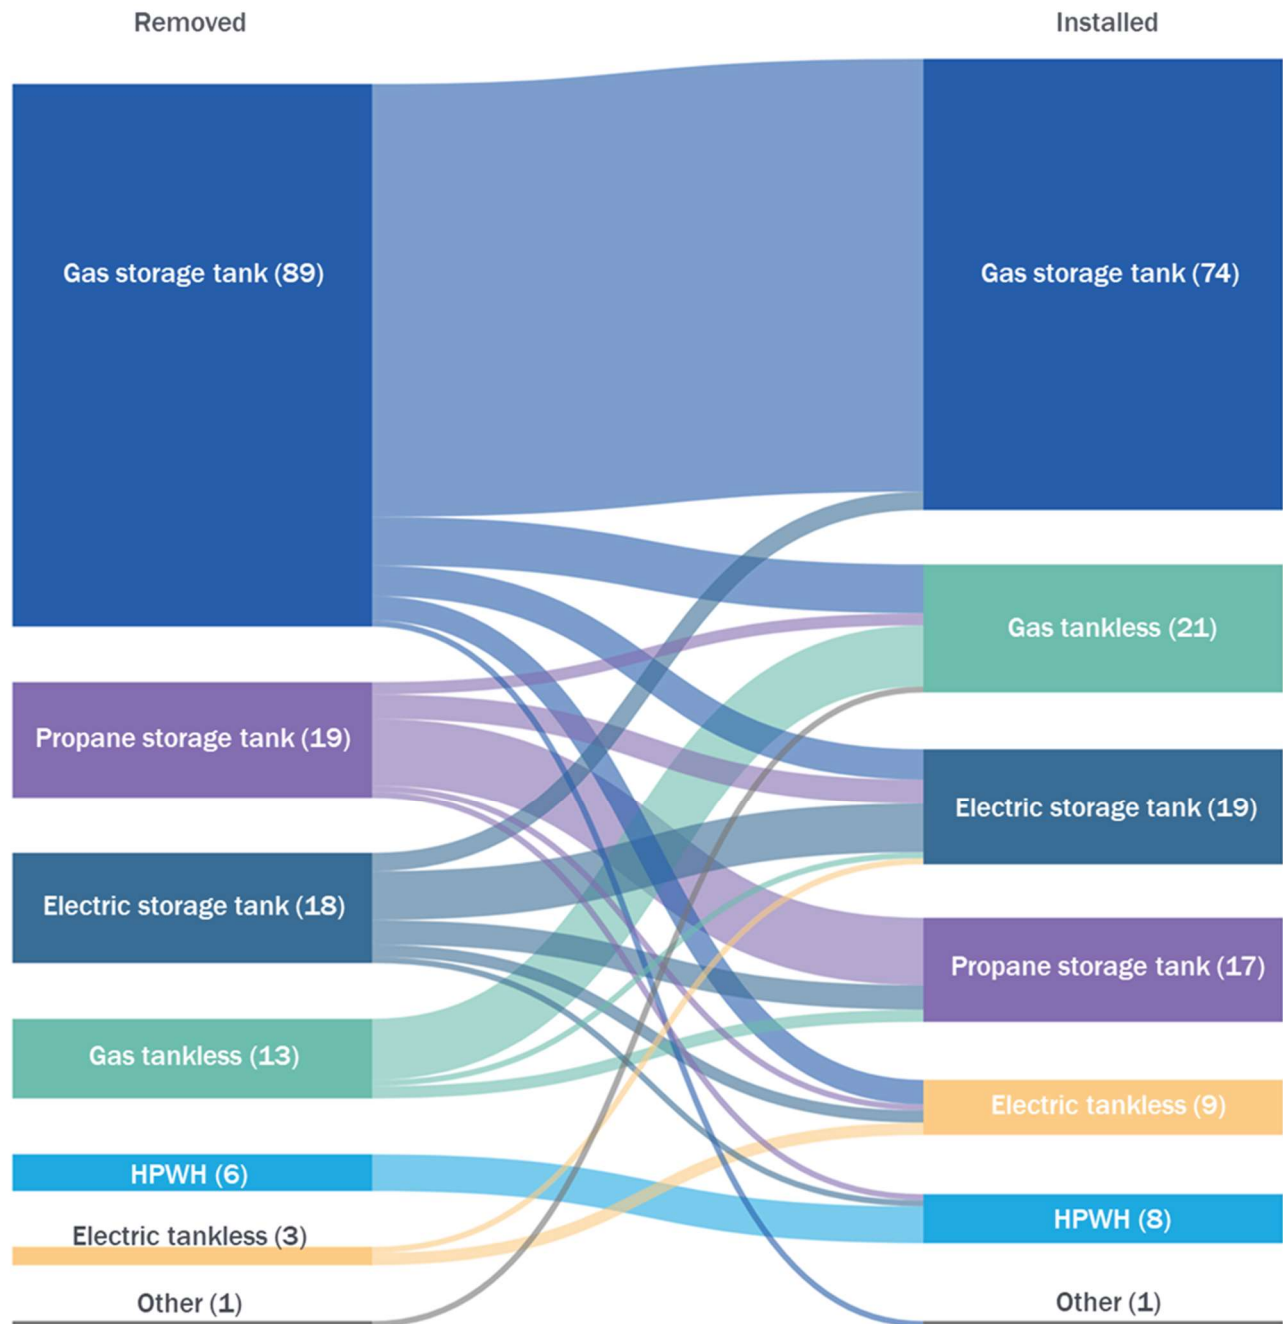 Removed
Installed
Gas storage tank (89)
Gas storage tank (74)
Gas tankless (21)
Propane storage tank (19)
Electric storage tank (19)
Electric storage tank (18)
Propane storage tank (17)
Gas tankless (13)
Electric tankless (9)
HPWH (6)
HPWH (8)
Electric tankless (3)
Other (1)
Other (1)